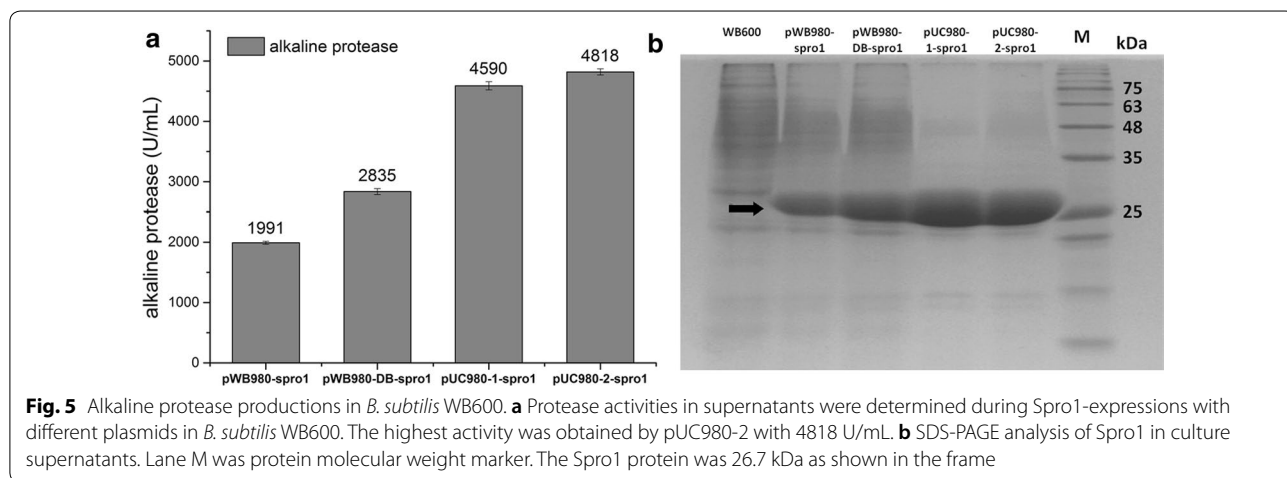 a
alkaline protease
alkaline protease (U/mL)
5000
4000
3000
2000
1000
0
1991
2835
4590
4818
pWB980-spro1
pWB980-DB-spro1
pUC980-1-spro1
pUC980-2-spro1
b
WB600
pWB980-
spro1
pWB980-
DB-spro1
pUC980-
1-spro1
pUC980-
2-spro1
M
kDa
75
63
48
35
25
Fig. 5 Alkaline protease productions in B. subtilis WB600. a Protease activities in supernatants were determined during Spro1-expressions with
different plasmids in B. subtilis WB600. The highest activity was obtained by pUC980-2 with 4818 U/mL. b SDS-PAGE analysis of Spro1 in culture
supernatants. Lane M was protein molecular weight marker. The Spro1 protein was 26.7 kDa as shown in the frame